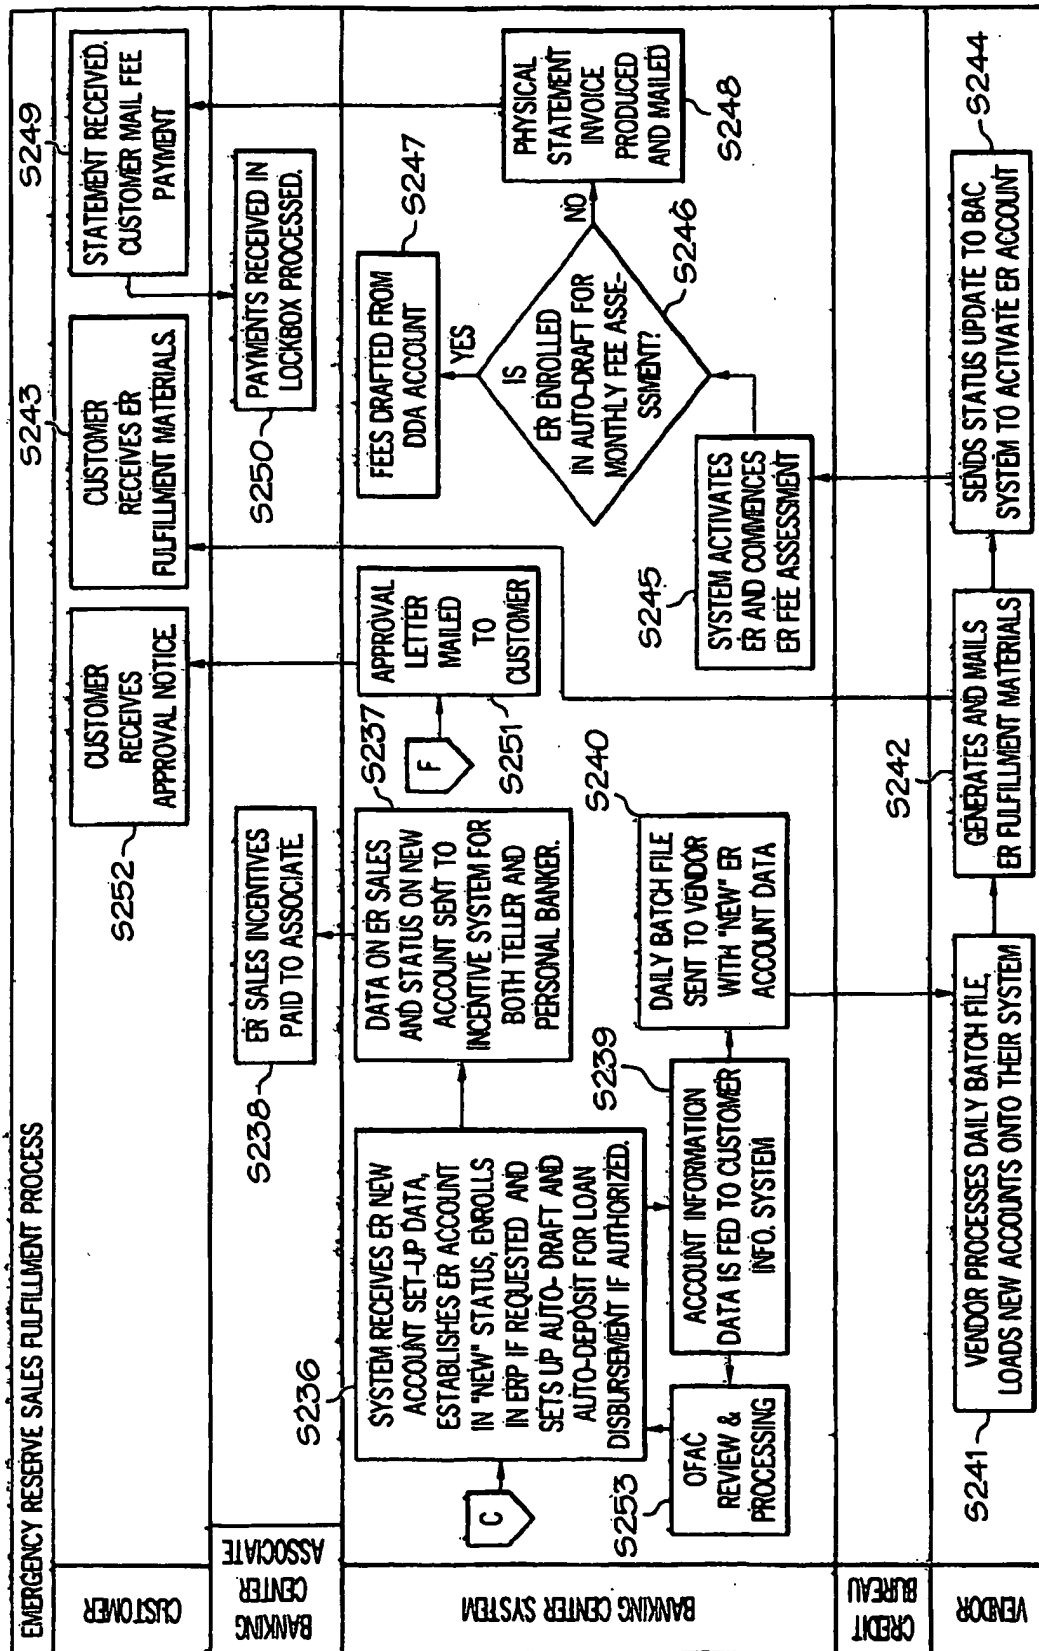 EMERGENCY RESERVE SALES FULFILLMENT PROCESS
CUSTOMER
S252
CUSTOMER
RECEIVES
APPROVAL NOTICE.
S243
CUSTOMER
RECEIVES ER
FULFILLMENT MATERIALS.
S249
STATEMENT RECEIVED.
CUSTOMER MAIL FEE
PAYMENT
BANKING
CENTER
ASSOCIATE
S238
ER SALES INCENTIVES
PAID TO ASSOCIATE.
S250
PAYMENTS RECEIVED IN
LOCKBOX PROCESSED.
BANKING CENTER SYSTEM
C
S236
SYSTEM RECEIVES ER NEW
ACCOUNT SET-UP DATA,
ESTABLISHES ER ACCOUNT
IN "NEW" STATUS, ENROLLS
IN ERP IF REQUESTED AND
SETS UP AUTO- DRAFT AND
AUTO-DEPOSIT FOR LOAN
DISBURSEMENT IF AUTHORIZED.
S237
DATA ON ER SALES
AND STATUS ON NEW
ACCOUNT SENT TO
INCENTIVE SYSTEM FOR
BOTH TELLER AND
PERSONAL BANKER.
F
S251
APPROVAL
LETTER
MAILED
TO
CUSTOMER
S247
FEES DRAFTED FROM
DDA ACCOUNT
YES
IS
ER ENROLLED
IN AUTO-DRAFT FOR
MONTHLY FEE ASSE-
SSMENT?
S246
NO
PHYSICAL
STATEMENT
INVOICE
PRODUCED
AND MAILED
S248
S253
OFAC
REVIEW &
PROCESSING
S239
ACCOUNT INFORMATION
DATA IS FED TO CUSTOMER
INFO. SYSTEM
S240
DAILY BATCH FILE
SENT TO VENDOR
WITH "NEW" ER
ACCOUNT DATA
S245
SYSTEM ACTIVATES
ER AND COMMENCES
ER FEE ASSESSMENT
CREDIT
BUREAU
VENDOR
S241
VENDOR PROCESSES DAILY BATCH FILE,
LOADS NEW ACCOUNTS ONTO THEIR SYSTEM
S242
GENERATES AND MAILS
ER FULFILLMENT MATERIALS
S244
SENDS STATUS UPDATE TO BAC
SYSTEM TO ACTIVATE ER ACCOUNT